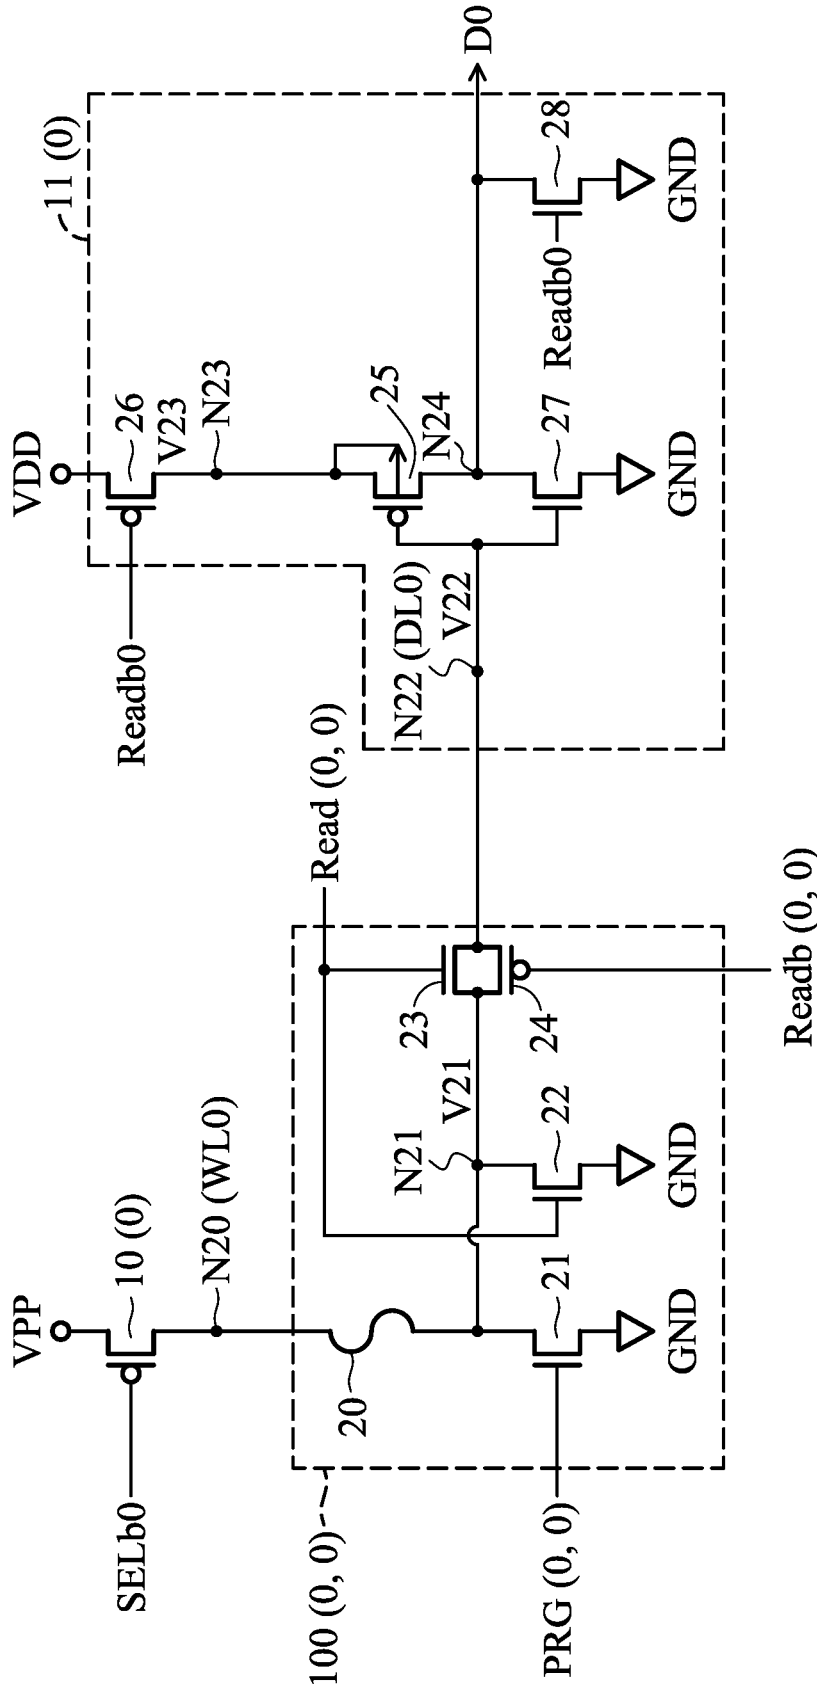 VPP
VDD
SELb0
10 (0)
Readb0
26
11 (0)
V23
N20 (WL0)
N23
100 (0, 0)
20
Read (0, 0)
25
N21
V21
23
N22 (DL0)
V22
N24
D0
PRG (0, 0)
21
22
24
27
Readb0
28
GND
GND
GND
GND
Readb (0, 0)